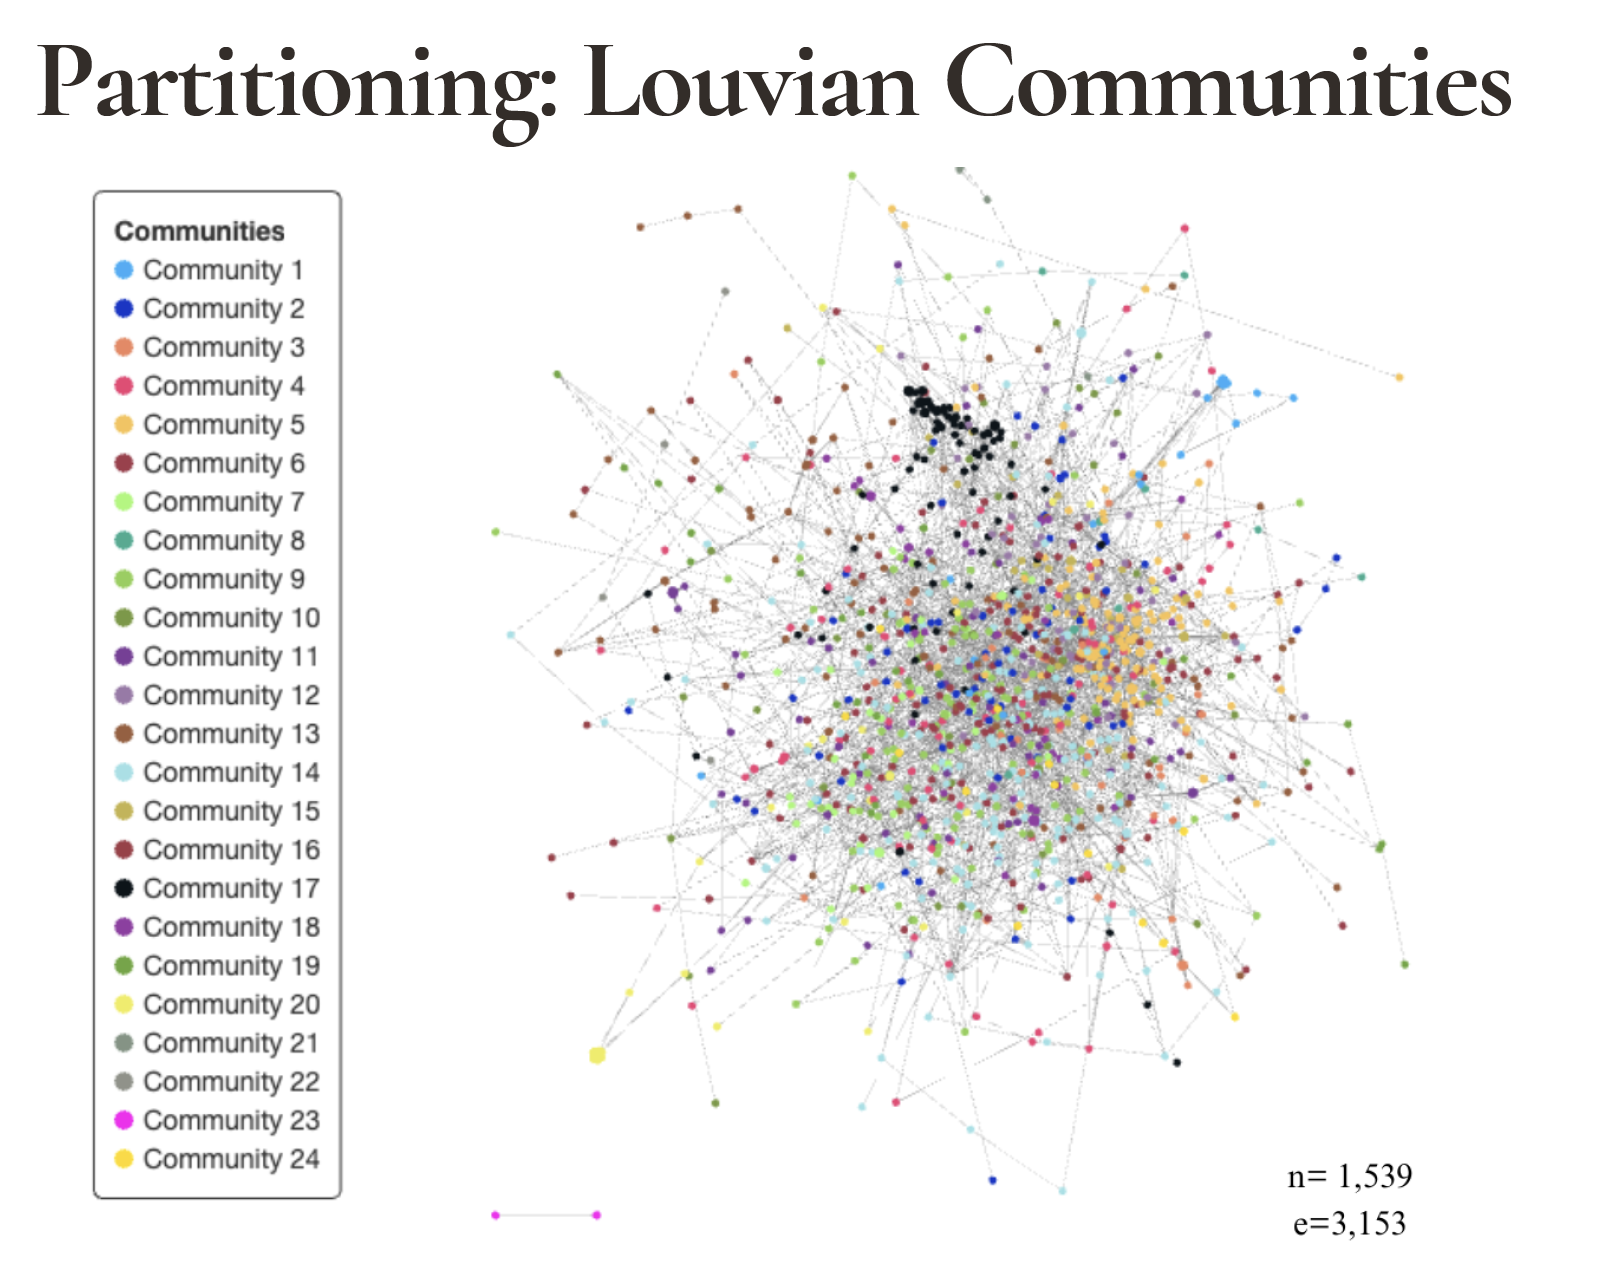 Partitioning: Louvian Communities
Communities
Community 1
Community 2
Community 3
Community 4
Community 5
Community 6
Community 7
Community 8
Community 9
Community 10
Community 11
Community 12
Community 13
Community 14
Community 15
Community 16
Community 17
Community 18
Community 19
Community 20
Community 21
Community 22
Community 23
Community 24
n= 1,539
e=3,153